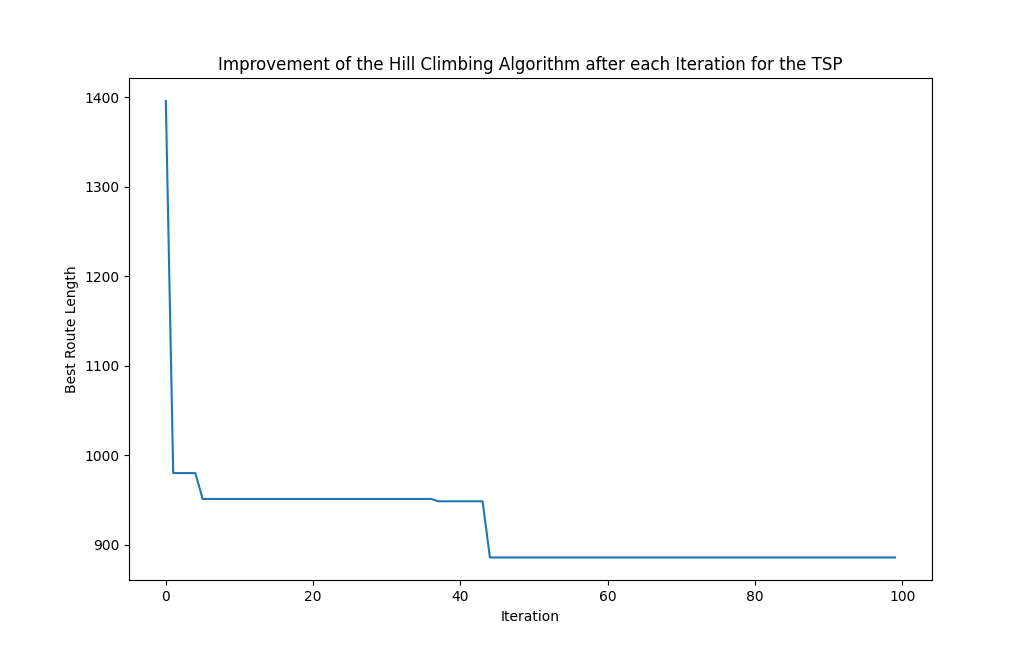 Improvement of the Hill Climbing Algorithm after each Iteration for the TSP
1400
1300
1200
1100
1000
900
Best Route Length
0 20 40 60 80 100
Iteration